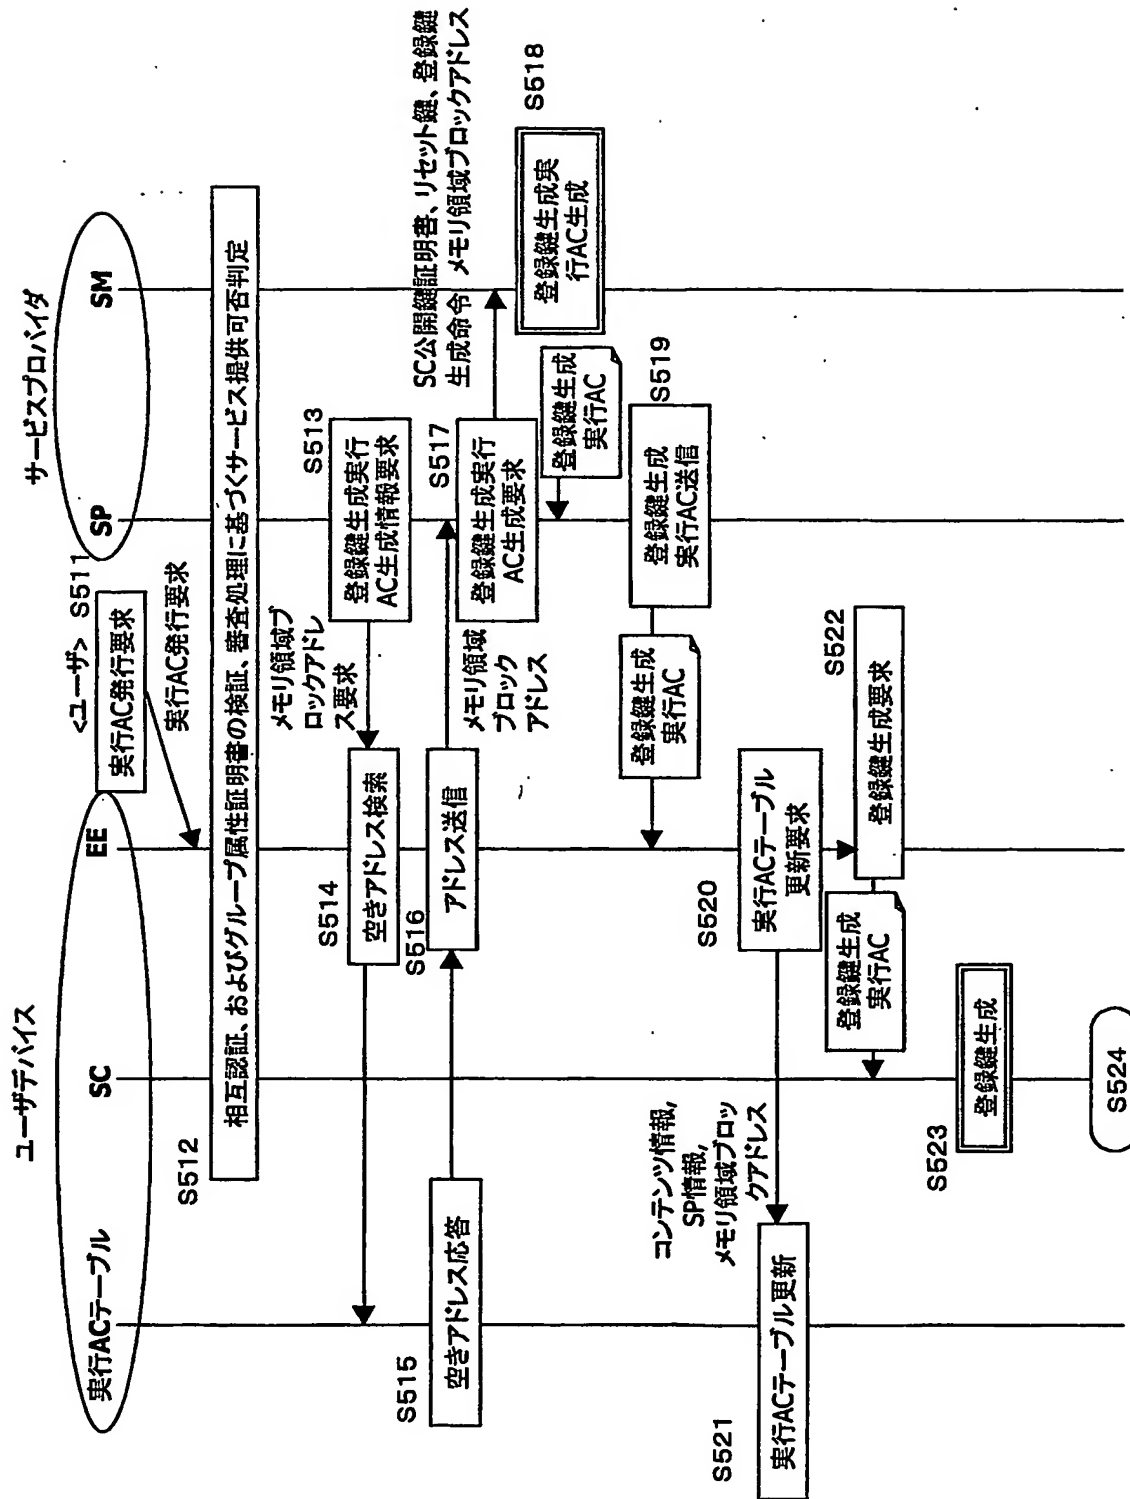 ユーザデバイス
サービスプロバイダ
実行ACテーブル
SC
EE
SP
SM
<ユーザ> S511
実行AC発行要求
実行AC発行要求
S512
相互認証、およびグループ属性証明書の検証、審査処理に基づくサービス提供可否判定
S513
登録鍵生成実行
AC生成情報要求
メモリ領域ブ
ロックアドレ
ス要求
S514
空きアドレス検索
S515
空きアドレス応答
S516
アドレス送信
メモリ領域
ブロック
アドレス
S517
登録鍵生成実行
AC生成要求
SC公開鍵証明書、リセット鍵、登録鍵
生成命令 メモリ領域ブロックアドレス
S518
登録鍵生成実
行AC生成
登録鍵生成
実行AC
S519
登録鍵生成
実行AC送信
登録鍵生成
実行AC
S520
実行ACテーブル
更新要求
コンテンツ情報,
SP情報,
メモリ領域ブロッ
クアドレス
S521
実行ACテーブル更新
S522
登録鍵生成要求
登録鍵生成
実行AC
S523
登録鍵生成
S524